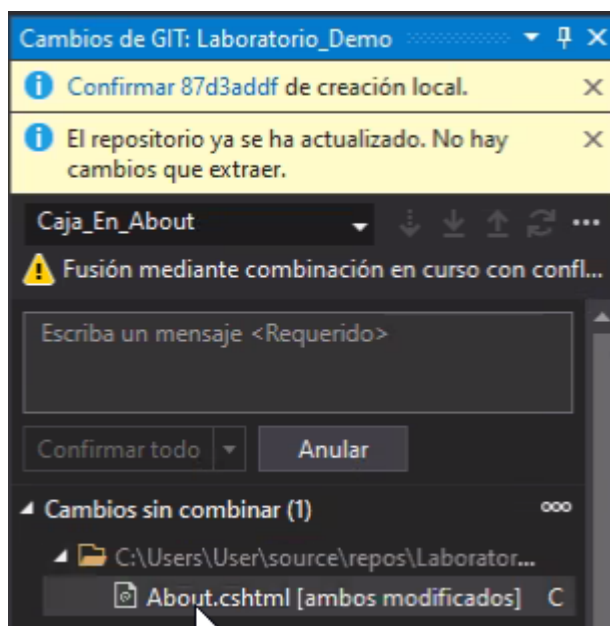 Cambios de GIT: Laboratorio_Demo
Confirmar 87d3addf de creación local.
El repositorio ya se ha actualizado. No hay
cambios que extraer.
Caja_En_About
Fusión mediante combinación en curso con confl...
Escriba un mensaje <Requerido>
Confirmar todo Anular
Cambios sin combinar (1)
C:\Users\User\source\repos\Laborator...
About.cshtml [ambos modificados] C